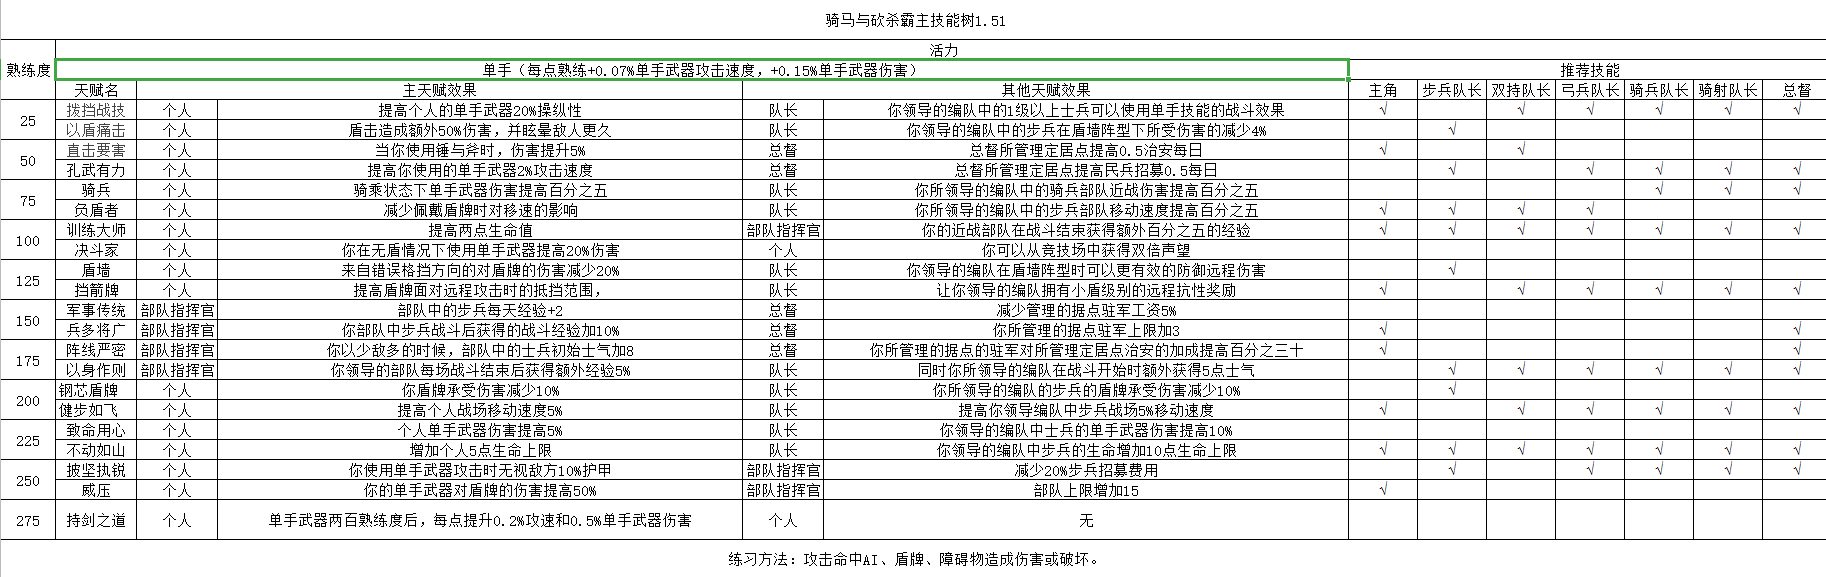 骑马与砍杀霸主技能树1.51
熟练度 活力
单手（每点熟练+0.07%单手武器攻击速度，+0.15%单手武器伤害） 推荐技能
天赋名 主天赋效果 其他天赋效果 主角 步兵队长 双持队长 弓兵队长 骑兵队长 骑射队长 总督
25 拨挡战技 个人 提高个人的单手武器20%操纵性 队长 你领导的编队中的1级以上士兵可以使用单手技能的战斗效果 √ √ √ √ √ √
以盾痛击 个人 盾击造成额外50%伤害，并眩晕敌人更久 队长 你领导的编队中的步兵在盾墙阵型下所受伤害的减少4% √
50 直击要害 个人 当你使用锤与斧时，伤害提升5% 总督 总督所管理定居点提高0.5治安每日 √ √
孔武有力 个人 提高你使用的单手武器2%攻击速度 总督 总督所管理定居点提高民兵招募0.5每日 √ √ √ √ √
75 骑兵 个人 骑乘状态下单手武器伤害提高百分之五 队长 你所领导的编队中的骑兵部队近战伤害提高百分之五 √ √ √
负盾者 个人 减少佩戴盾牌时对移速的影响 队长 你所领导的编队中的步兵部队移动速度提高百分之五 √ √ √ √
100 训练大师 个人 提高两点生命值 部队指挥官 你的近战部队在战斗结束获得额外百分之五的经验 √ √ √ √ √ √ √
决斗家 个人 你在无盾情况下使用单手武器提高20%伤害 个人 你可以从竞技场中获得双倍声望
125 盾墙 个人 来自错误格挡方向的对盾牌的伤害减少20% 队长 你领导的编队在盾墙阵型时可以更有效的防御远程伤害 √
挡箭牌 个人 提高盾牌面对远程攻击时的抵挡范围， 队长 让你领导的编队拥有小盾级别的远程抗性奖励 √ √ √ √ √ √
150 军事传统 部队指挥官 部队中的步兵每天经验+2 总督 减少管理的据点驻军工资5%
兵多将广 部队指挥官 你部队中步兵战斗后获得的战斗经验加10% 总督 你所管理的据点驻军上限加3 √ √
175 阵线严密 部队指挥官 你以少敌多的时候，部队中的士兵初始士气加8 总督 你所管理的据点的驻军对所管理定居点治安的加成提高百分之三十 √ √
以身作则 部队指挥官 你领导的部队每场战斗结束后获得额外经验5% 队长 同时你所领导的编队在战斗开始时额外获得5点士气 √ √ √ √ √ √
200 钢芯盾牌 个人 你盾牌承受伤害减少10% 队长 你所领导的编队的步兵的盾牌承受伤害减少10% √
健步如飞 个人 提高个人战场移动速度5% 队长 提高你领导编队中步兵战场5%移动速度 √ √ √ √ √ √
225 致命用心 个人 个人单手武器伤害提高5% 队长 你领导的编队中士兵的单手武器伤害提高10%
不动如山 个人 增加个人5点生命上限 队长 你领导的编队中步兵的生命增加10点生命上限 √ √ √ √ √ √ √
250 披坚执锐 个人 你使用单手武器攻击时无视敌方10%护甲 部队指挥官 减少20%步兵招募费用 √ √ √ √ √
威压 个人 你的单手武器对盾牌的伤害提高50% 部队指挥官 部队上限增加15 √
275 持剑之道 个人 单手武器两百熟练度后，每点提升0.2%攻速和0.5%单手武器伤害 个人 无
练习方法：攻击命中AI、盾牌、障碍物造成伤害或破坏。